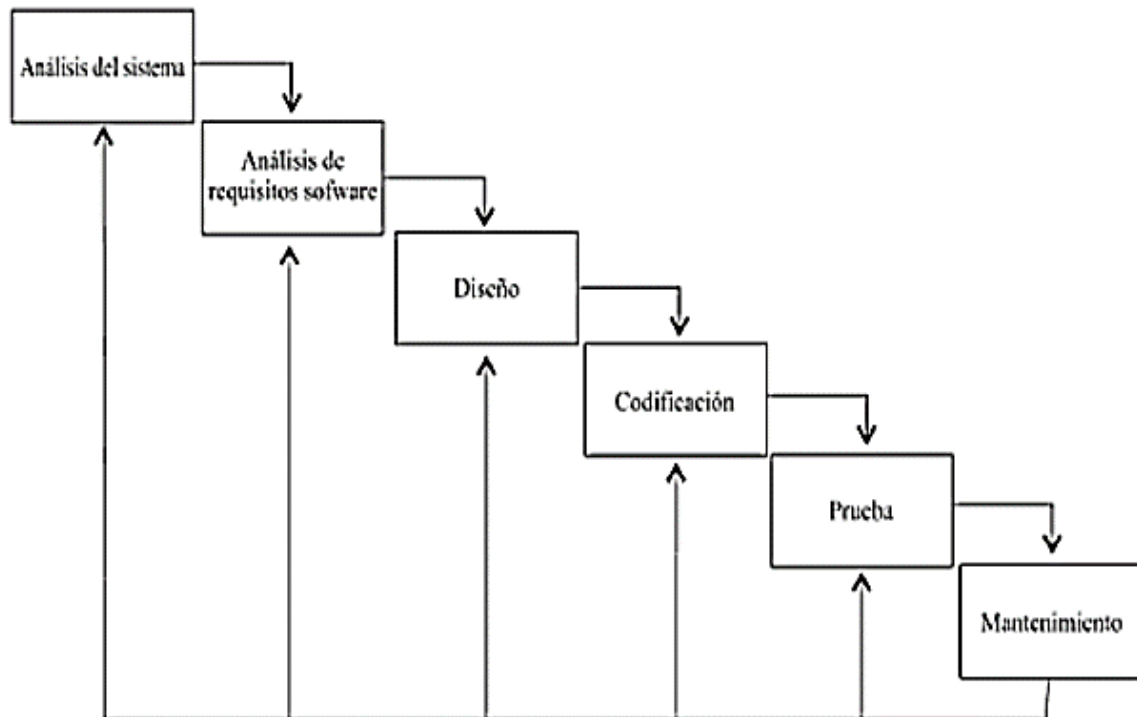 Análisis del sistema
Análisis de
requisitos sofware
Diseño
Codificación
Prueba
Mantenimiento